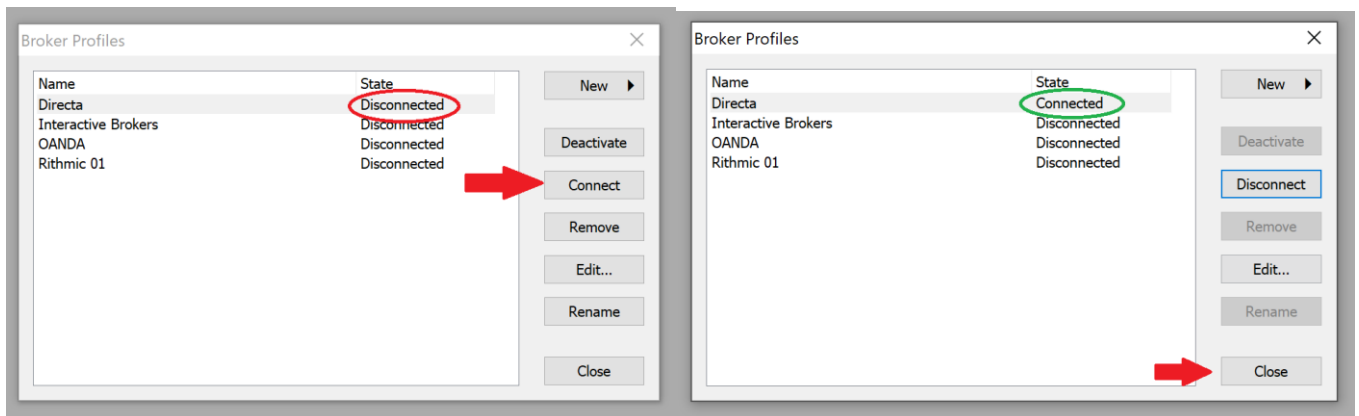 Broker Profiles
Name State
Directa Disconnected
Interactive Brokers Disconnected
OANDA Disconnected
Rithmic 01 Disconnected
New
Deactivate
Connect
Remove
Edit...
Rename
Close
Broker Profiles
Name State
Directa Connected
Interactive Brokers Disconnected
OANDA Disconnected
Rithmic 01 Disconnected
New
Deactivate
Disconnect
Remove
Edit...
Rename
Close